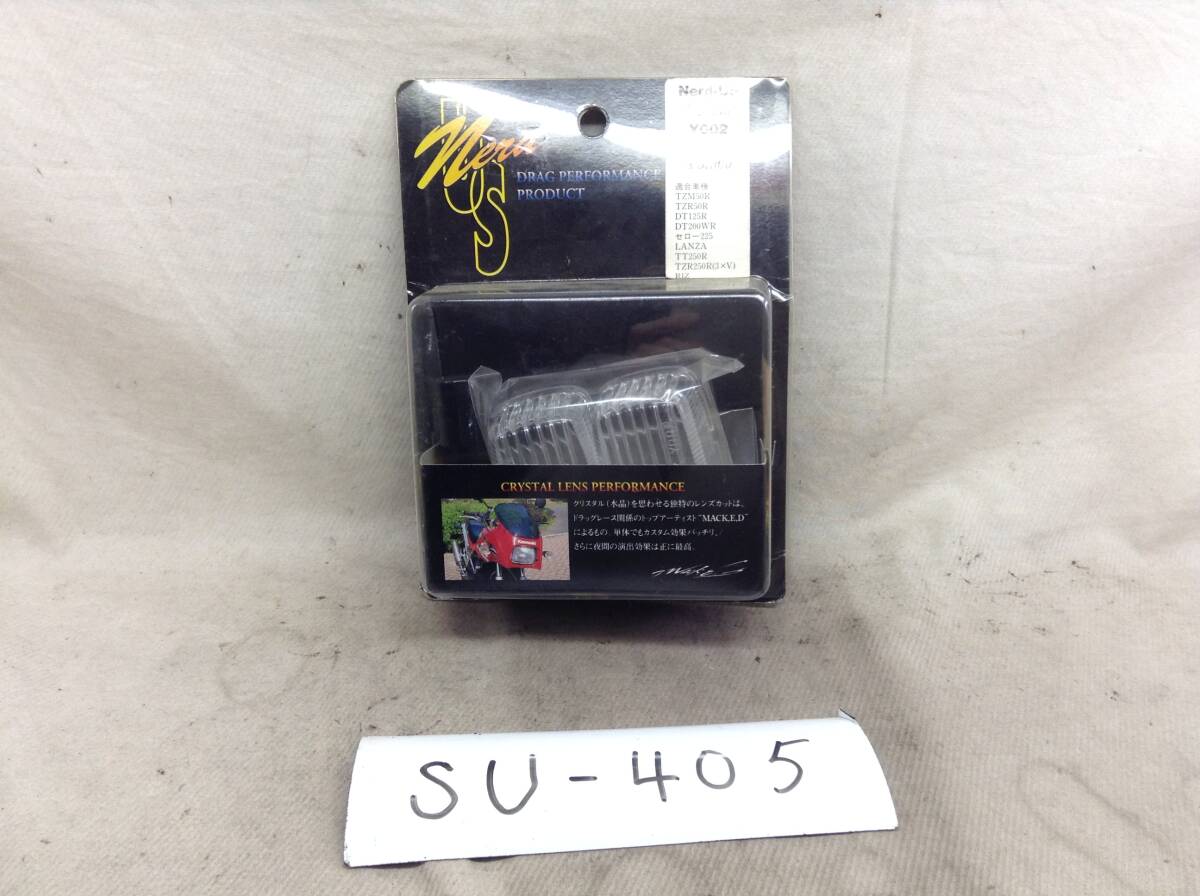 Nerd
US
DRAG PERFORMANCE
PRODUCT
適合車種
TZM50R
TZR50R
DT125R
DT200WR
セロー225
LANZA
TT250R
TZR250R(3×V)
CRYSTAL LENS PERFORMANCE
クリスタル（水晶）を思わせる独特のレンズカットは、
ドラッグレース関係のトップアーティスト"MACK.E.D"
によるもの。単体でもカスタム効果バッチリ。
さらに夜間の演出効果は正に最高。
SU-405